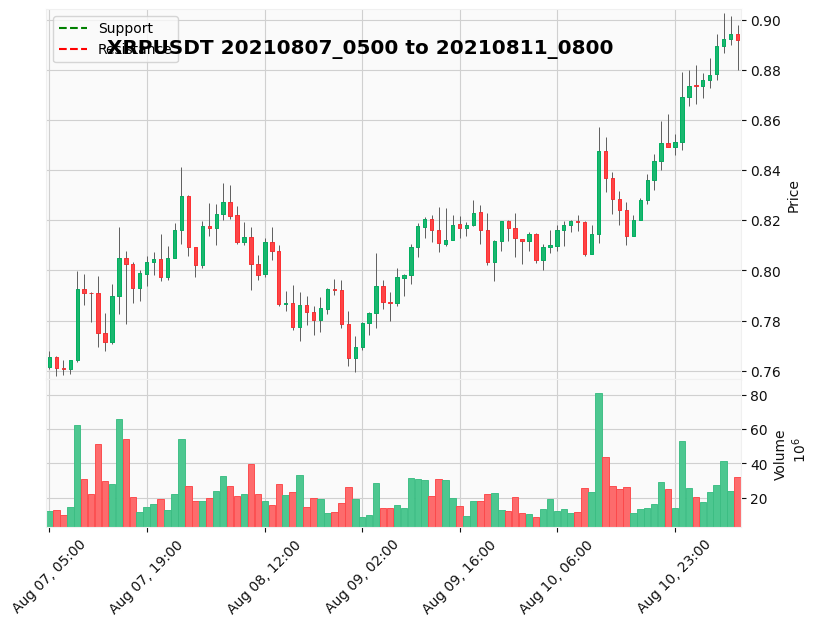 Support
Resistance
XRPUSDT 20210807_0500 to 20210811_0800
0.90
0.88
0.86
0.84
0.82
0.80
0.78
0.76
Price
80
60
40
20
Volume
10^6
Aug 07, 05:00
Aug 07, 19:00
Aug 08, 12:00
Aug 09, 02:00
Aug 09, 16:00
Aug 10, 06:00
Aug 10, 23:00